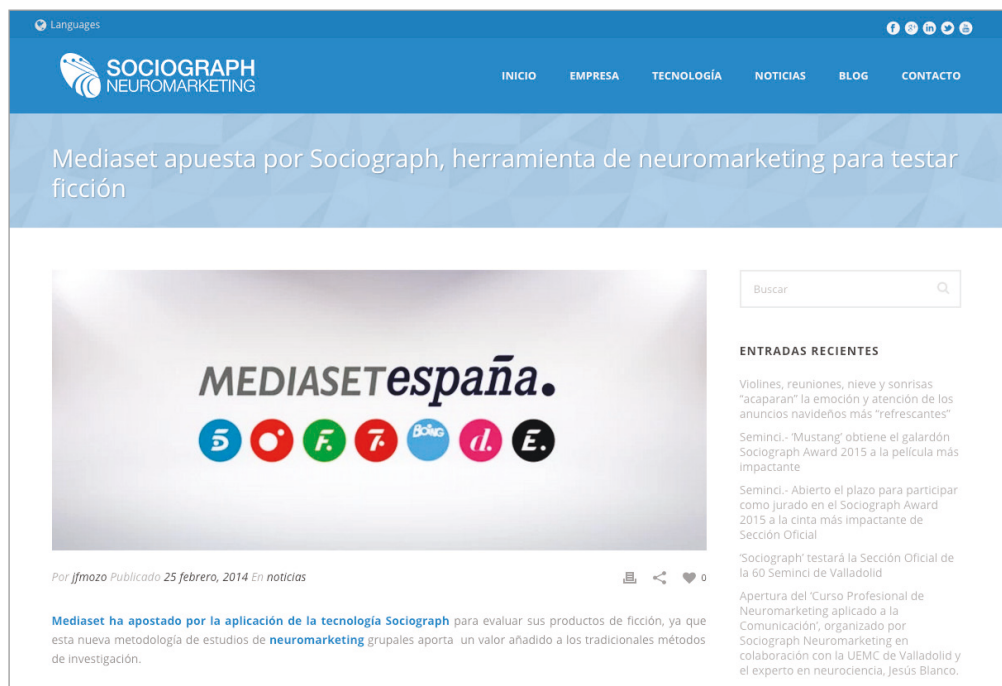 Languages
SOCIOGRAPH
NEUROMARKETING
INICIO EMPRESA TECNOLOGÍA NOTICIAS BLOG CONTACTO
Mediaset apuesta por Sociograph, herramienta de neuromarketing para testar
ficción
MEDIASETespaña.
5 F. 7. BOING d. E.
Por jfmozo Publicado 25 febrero, 2014 En noticias
0
Mediaset ha apostado por la aplicación de la tecnología Sociograph para evaluar sus productos de ficción, ya que
esta nueva metodología de estudios de neuromarketing grupales aporta un valor añadido a los tradicionales métodos
de investigación.
Buscar
ENTRADAS RECIENTES
Violines, reuniones, nieve y sonrisas
“acaparan” la emoción y atención de los
anuncios navideños más “refrescantes”
Seminci.- ‘Mustang’ obtiene el galardón
Sociograph Award 2015 a la película más
impactante
Seminci.- Abierto el plazo para participar
como jurado en el Sociograph Award
2015 a la cinta más impactante de
Sección Oficial
‘Sociograph’ testará la Sección Oficial de
la 60 Seminci de Valladolid
Apertura del ‘Curso Profesional de
Neuromarketing aplicado a la
Comunicación’, organizado por
Sociograph Neuromarketing en
colaboración con la UEMC de Valladolid y
el experto en neurociencia, Jesús Blanco.